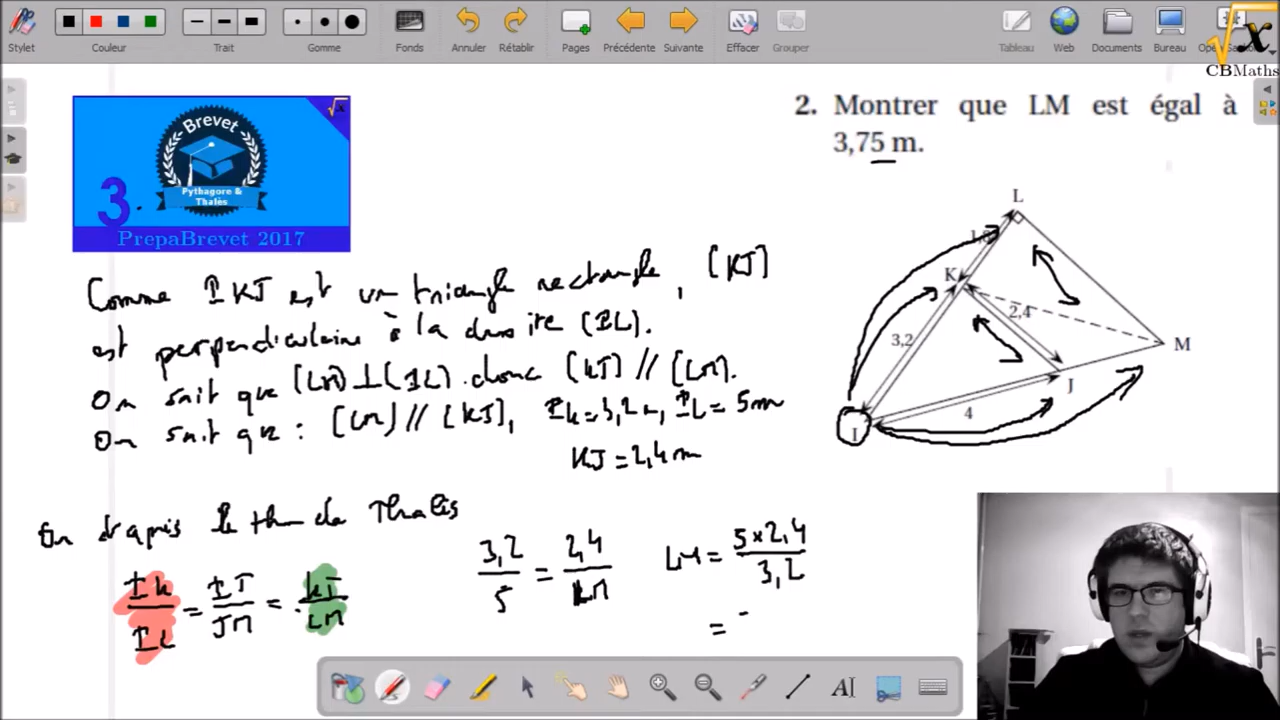 Stylet
Couleur
Trait
Gomme
Fonds
Annuler
Rétablir
Pages
Précédente
Suivante
Effacer
Grouper
Tableau
Web
Documents
Bureau
CBMaths
Brevet
Pythagore &
Thalès
3.
PrepaBrevet 2017
2. Montrer que LM est égal à
3,75 m.
L
K
M
3,2
2,4
J
4
I
Comme IKJ est un triangle rectangle, (KJ)
est perpendiculaire à la droite (IL).
On sait que (LM)⊥(IL). donc (KJ) // (LM).
On sait que : (LM) // (KJ), IK=3,2m, IL= 5m
KJ = 2,4m
En d'après le thm de Thalès
IK/IL = IJ/JM = KJ/LM
3,2/5 = 2,4/LM
LM = 5×2,4/3,2
=
AI